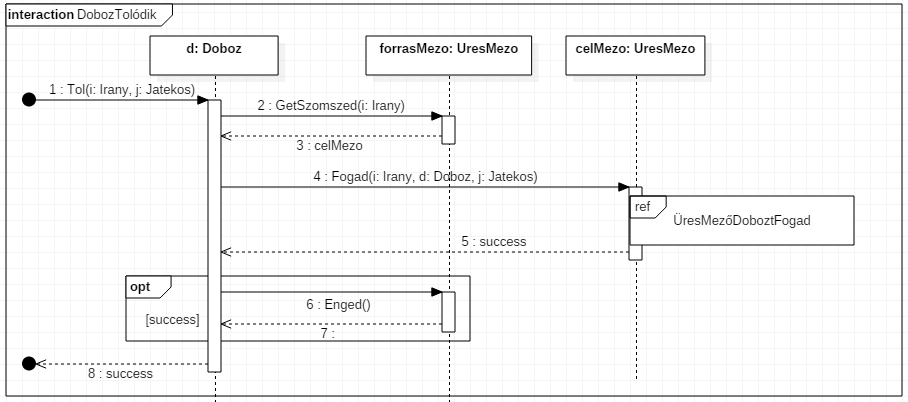 interaction DobozTolódik
d: Doboz
forrasMezo: UresMezo
celMezo: UresMezo
1 : Tol(i: Irany, j: Jatekos)
2 : GetSzomszed(i: Irany)
3 : celMezo
4 : Fogad(i: Irany, d: Doboz, j: Jatekos)
ref
ÜresMezőDoboztFogad
5 : success
opt
6 : Enged()
[success]
7 :
8 : success